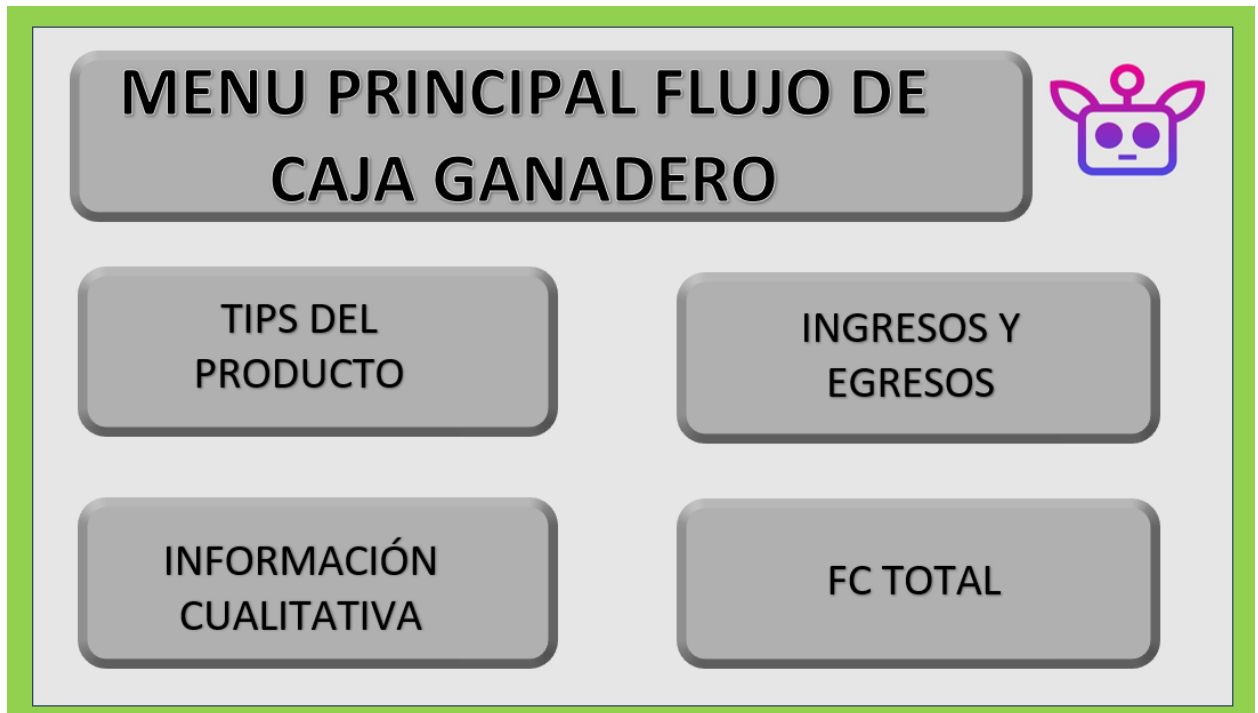 MENU PRINCIPAL FLUJO DE
CAJA GANADERO
TIPS DEL
PRODUCTO
INGRESOS Y
EGRESOS
INFORMACIÓN
CUALITATIVA
FC TOTAL